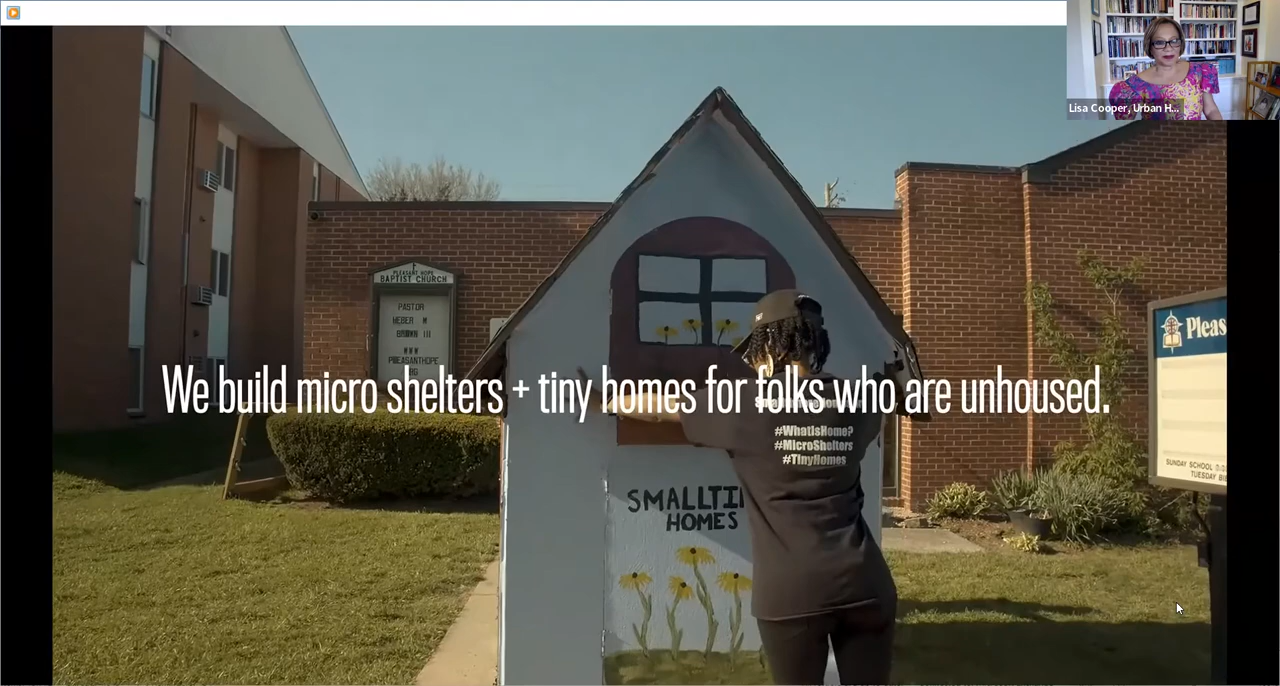 Lisa Cooper, Urban H...
PLEASANT HOPE
BAPTIST CHURCH
PASTOR
HEBER M
BROWN III
WWW
PLEASANTHOPE
We build micro shelters + tiny homes for folks who are unhoused.
#WhatIsHome?
#MicroShelters
#TinyHomes
SMALLTI
HOMES
Pleas
SUNDAY SCHOOL
TUESDAY BI